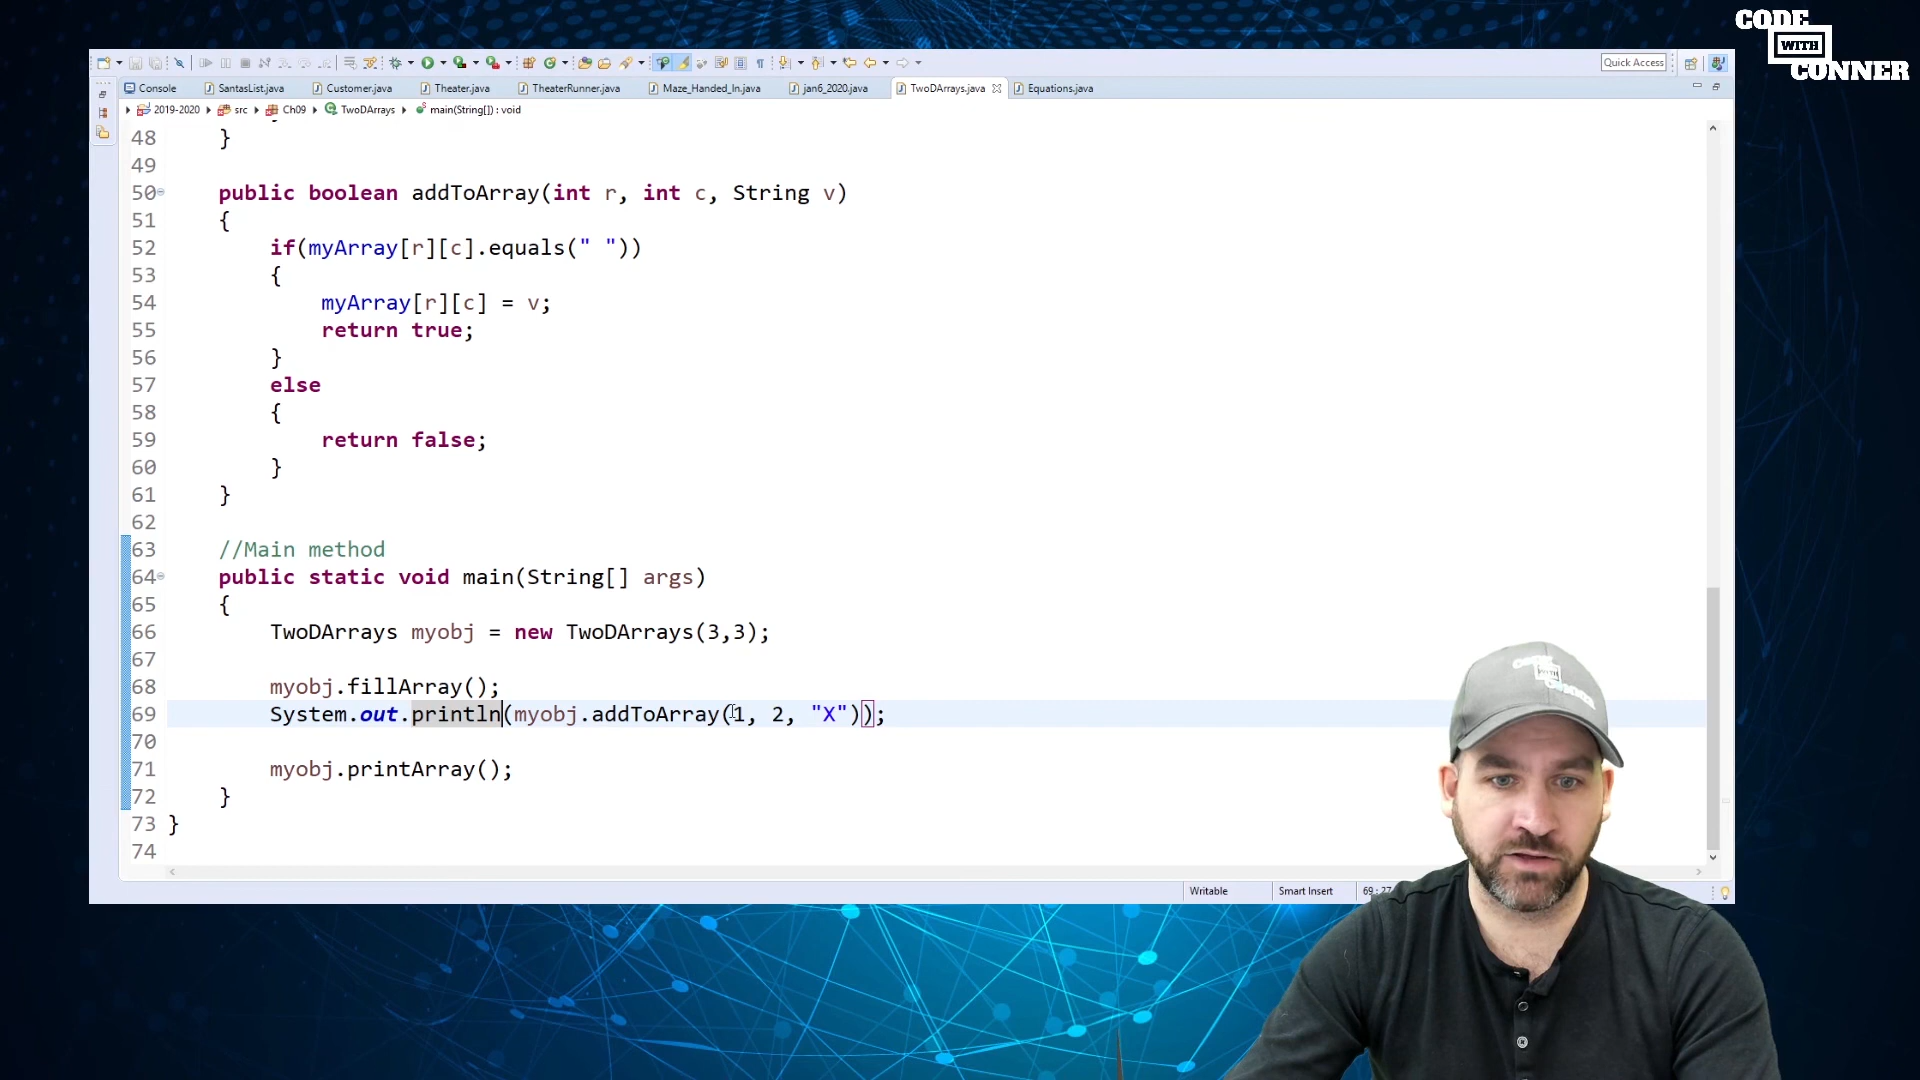 CODE
WITH
CONNER
Quick Access
Console SantasList.java Customer.java Theater.java TheaterRunner.java Maze_Handed_In.java jan6_2020.java TwoDArrays.java Equations.java
2019-2020 src Ch09 TwoDArrays main(String[]) : void
48 }
49
50 public boolean addToArray(int r, int c, String v)
51 {
52 if(myArray[r][c].equals(" "))
53 {
54 myArray[r][c] = v;
55 return true;
56 }
57 else
58 {
59 return false;
60 }
61 }
62
63 //Main method
64 public static void main(String[] args)
65 {
66 TwoDArrays myobj = new TwoDArrays(3,3);
67
68 myobj.fillArray();
69 System.out.println(myobj.addToArray(1, 2, "X"));
70
71 myobj.printArray();
72 }
73 }
74
Writable Smart Insert 69 : 27